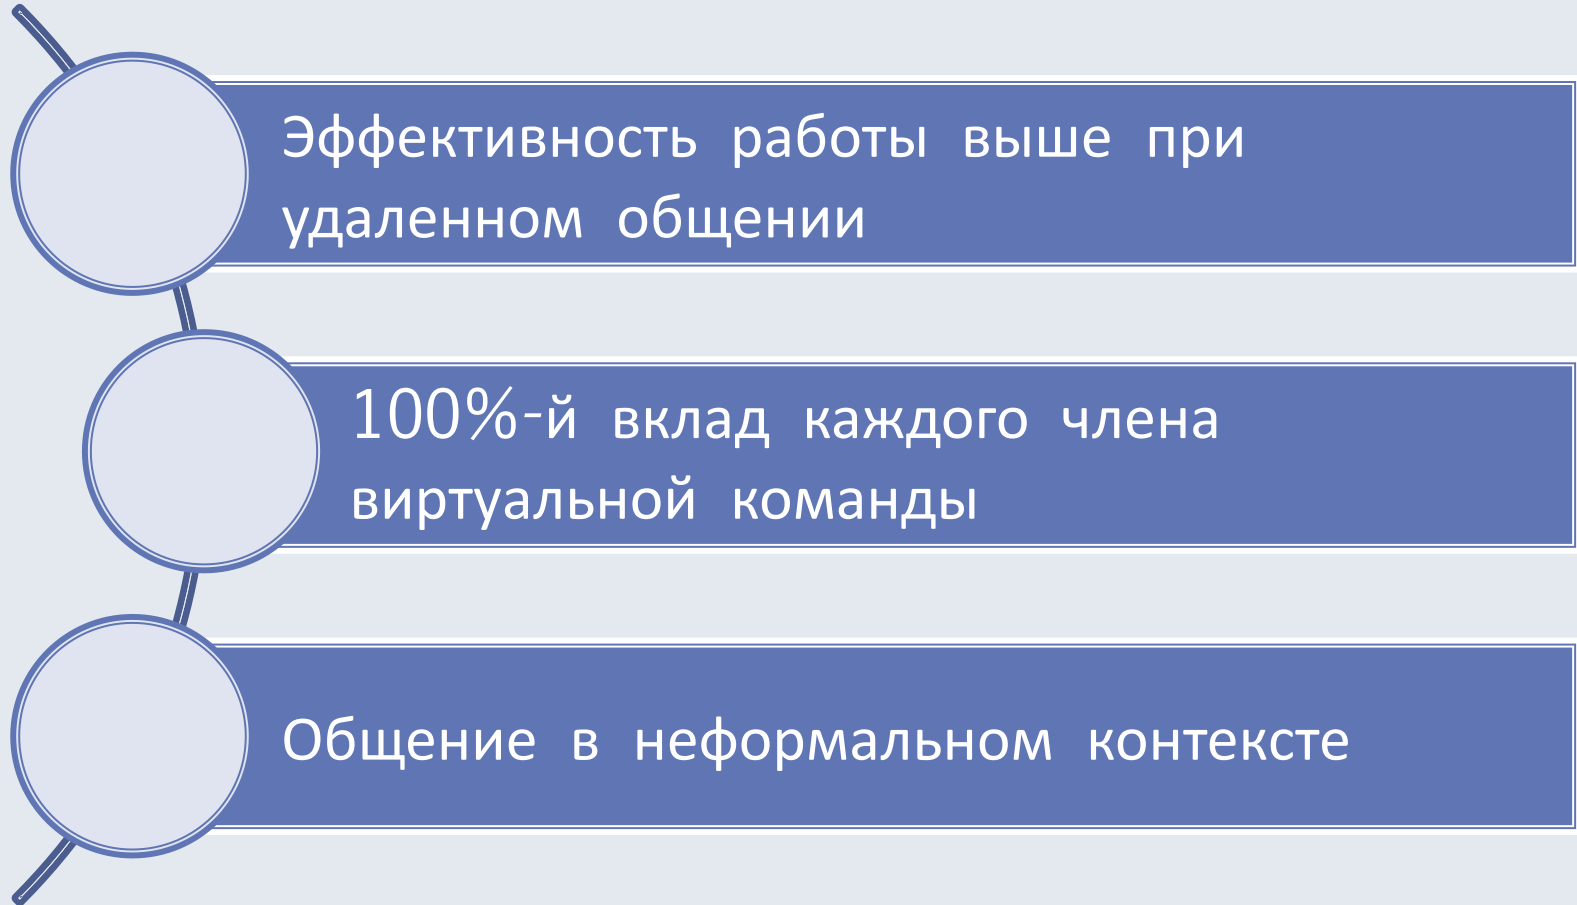 Эффективность работы выше при
удаленном общении
100%-й вклад каждого члена
виртуальной команды
Общение в неформальном контексте